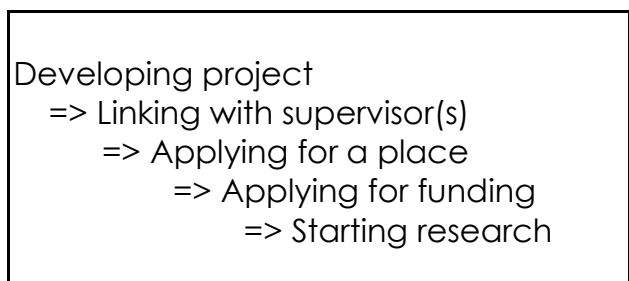 Developing project
=> Linking with supervisor(s)
=> Applying for a place
=> Applying for funding
=> Starting research